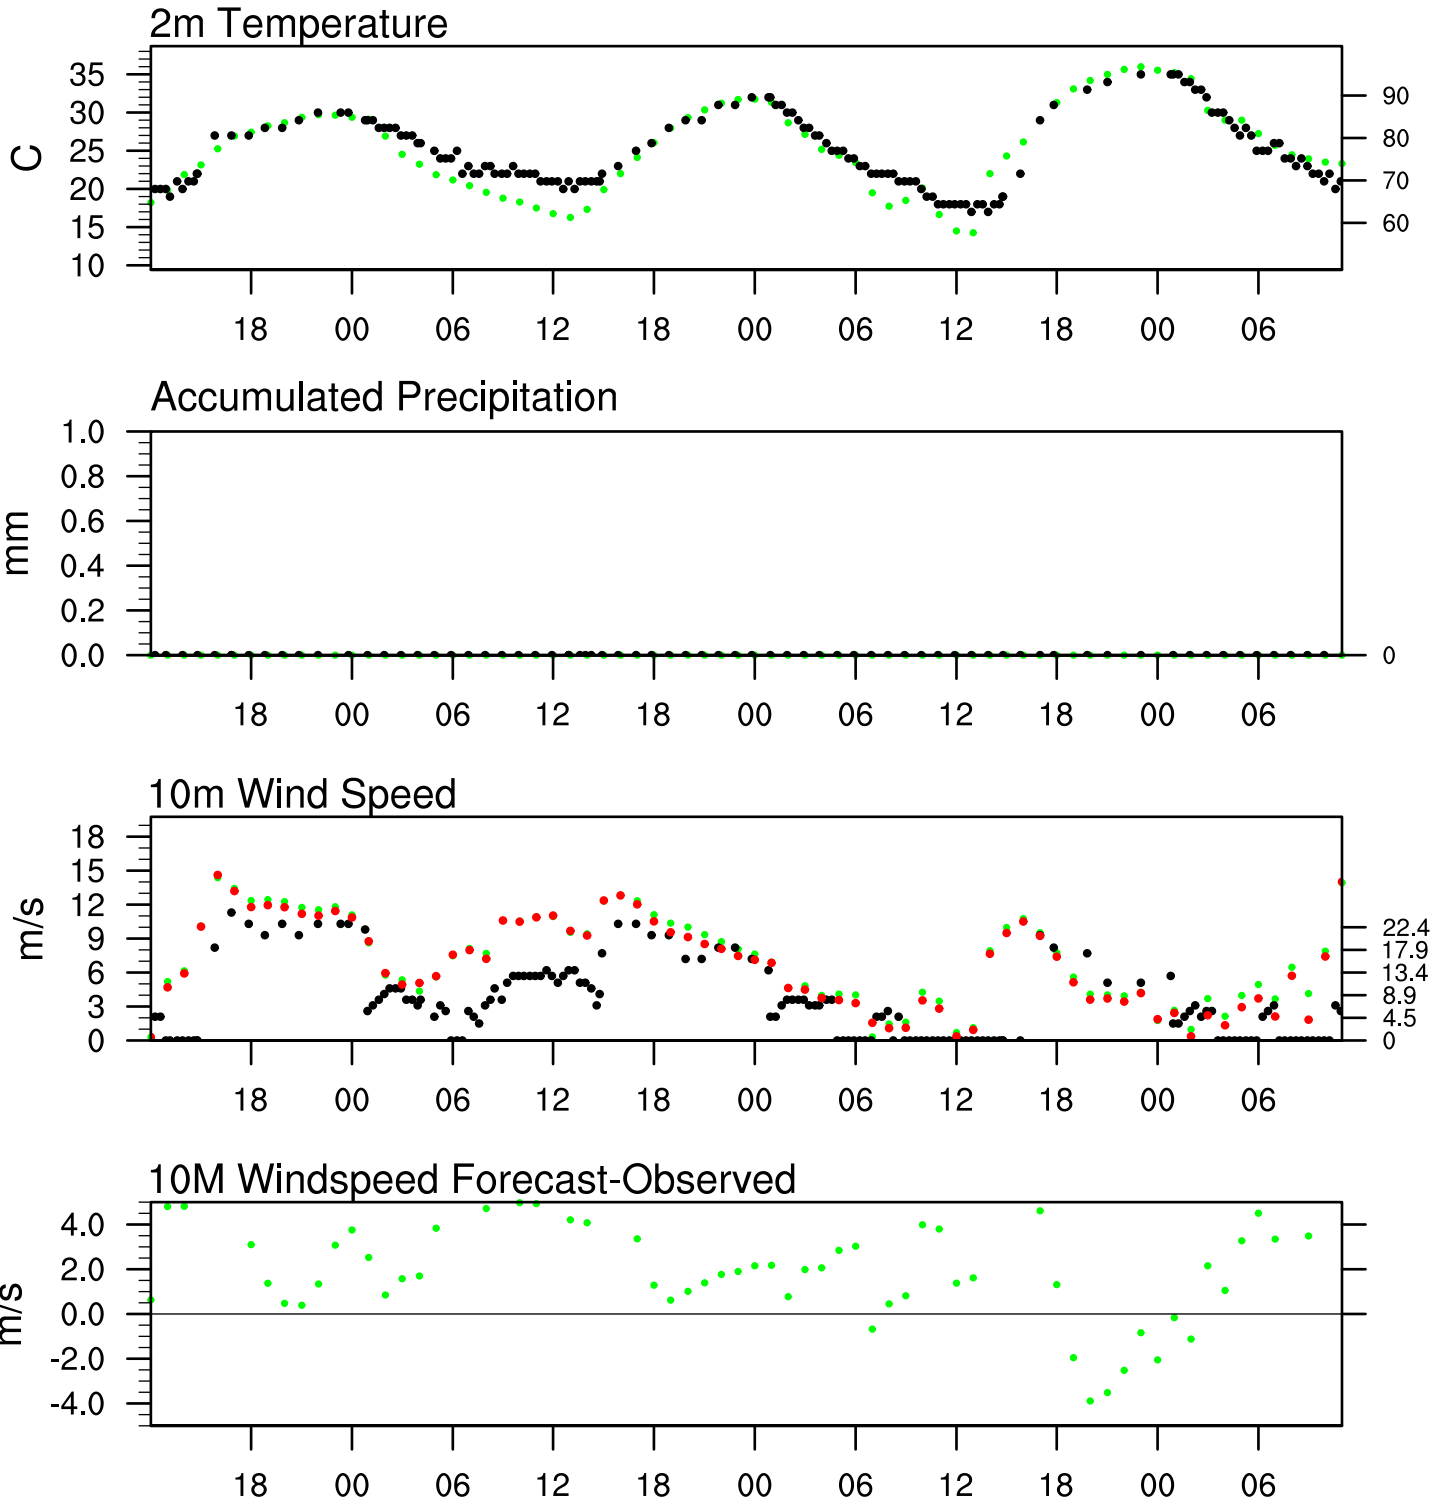 2m Temperature
C
35
30
25
20
15
10
90
80
70
60
18 00 06 12 18 00 06 12 18 00 06
Accumulated Precipitation
mm
1.0
0.8
0.6
0.4
0.2
0.0
0
18 00 06 12 18 00 06 12 18 00 06
10m Wind Speed
m/s
18
15
12
9
6
3
0
22.4
17.9
13.4
8.9
4.5
0
18 00 06 12 18 00 06 12 18 00 06
10M Windspeed Forecast-Observed
m/s
4.0
2.0
0.0
-2.0
-4.0
18 00 06 12 18 00 06 12 18 00 06